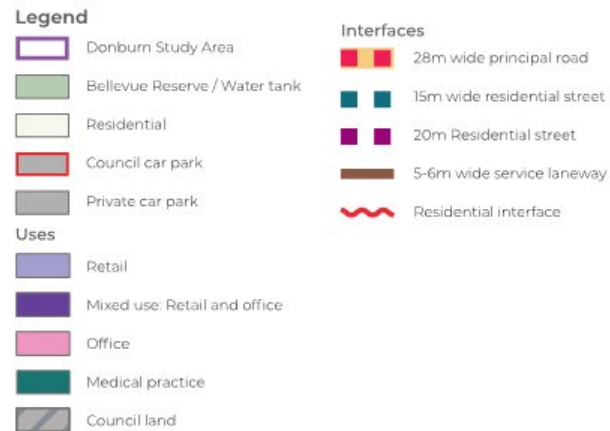 Legend
Donburn Study Area
Bellevue Reserve / Water tank
Residential
Council car park
Private car park
Uses
Retail
Mixed use: Retail and office
Office
Medical practice
Council land
Interfaces
28m wide principal road
15m wide residential street
20m Residential street
5-6m wide service laneway
Residential interface